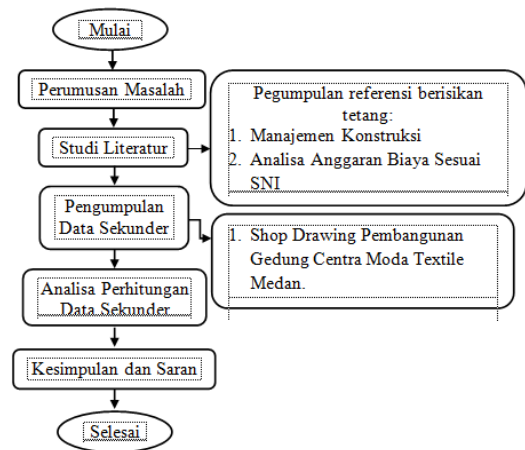 Mulai
Perumusan Masalah
Studi Literatur
Pegumpulan referensi berisikan
tetang:
1. Manajemen Konstruksi
2. Analisa Anggaran Biaya Sesuai
SNI
Pengumpulan
Data Sekunder
1. Shop Drawing Pembangunan
Gedung Centra Moda Textile
Medan.
Analisa Perhitungan
Data Sekunder
Kesimpulan dan Saran
Selesai